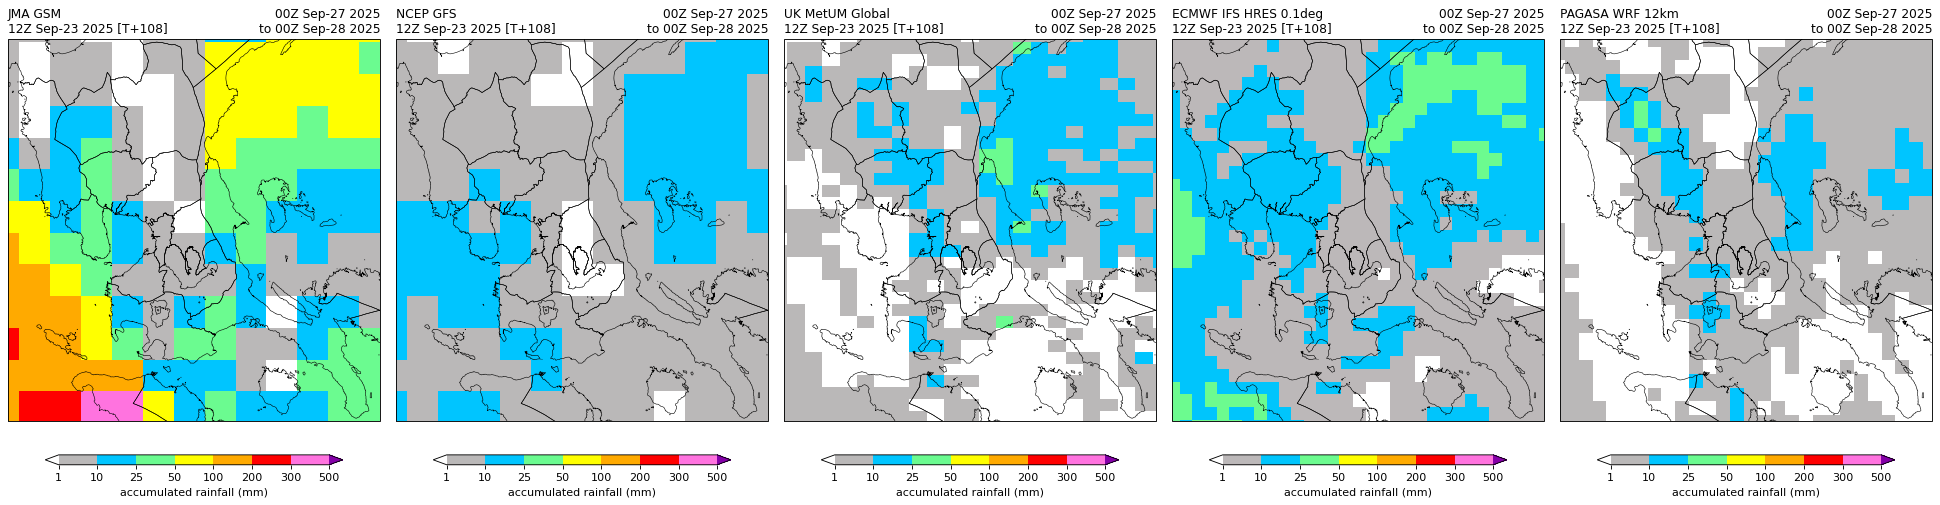 JMA GSM 00Z Sep-27 2025
12Z Sep-23 2025 [T+108] to 00Z Sep-28 2025
1 10 25 50 100 200 300 500
accumulated rainfall (mm)
NCEP GFS 00Z Sep-27 2025
12Z Sep-23 2025 [T+108] to 00Z Sep-28 2025
1 10 25 50 100 200 300 500
accumulated rainfall (mm)
UK MetUM Global 00Z Sep-27 2025
12Z Sep-23 2025 [T+108] to 00Z Sep-28 2025
1 10 25 50 100 200 300 500
accumulated rainfall (mm)
ECMWF IFS HRES 0.1deg 00Z Sep-27 2025
12Z Sep-23 2025 [T+108] to 00Z Sep-28 2025
1 10 25 50 100 200 300 500
accumulated rainfall (mm)
PAGASA WRF 12km 00Z Sep-27 2025
12Z Sep-23 2025 [T+108] to 00Z Sep-28 2025
1 10 25 50 100 200 300 500
accumulated rainfall (mm)